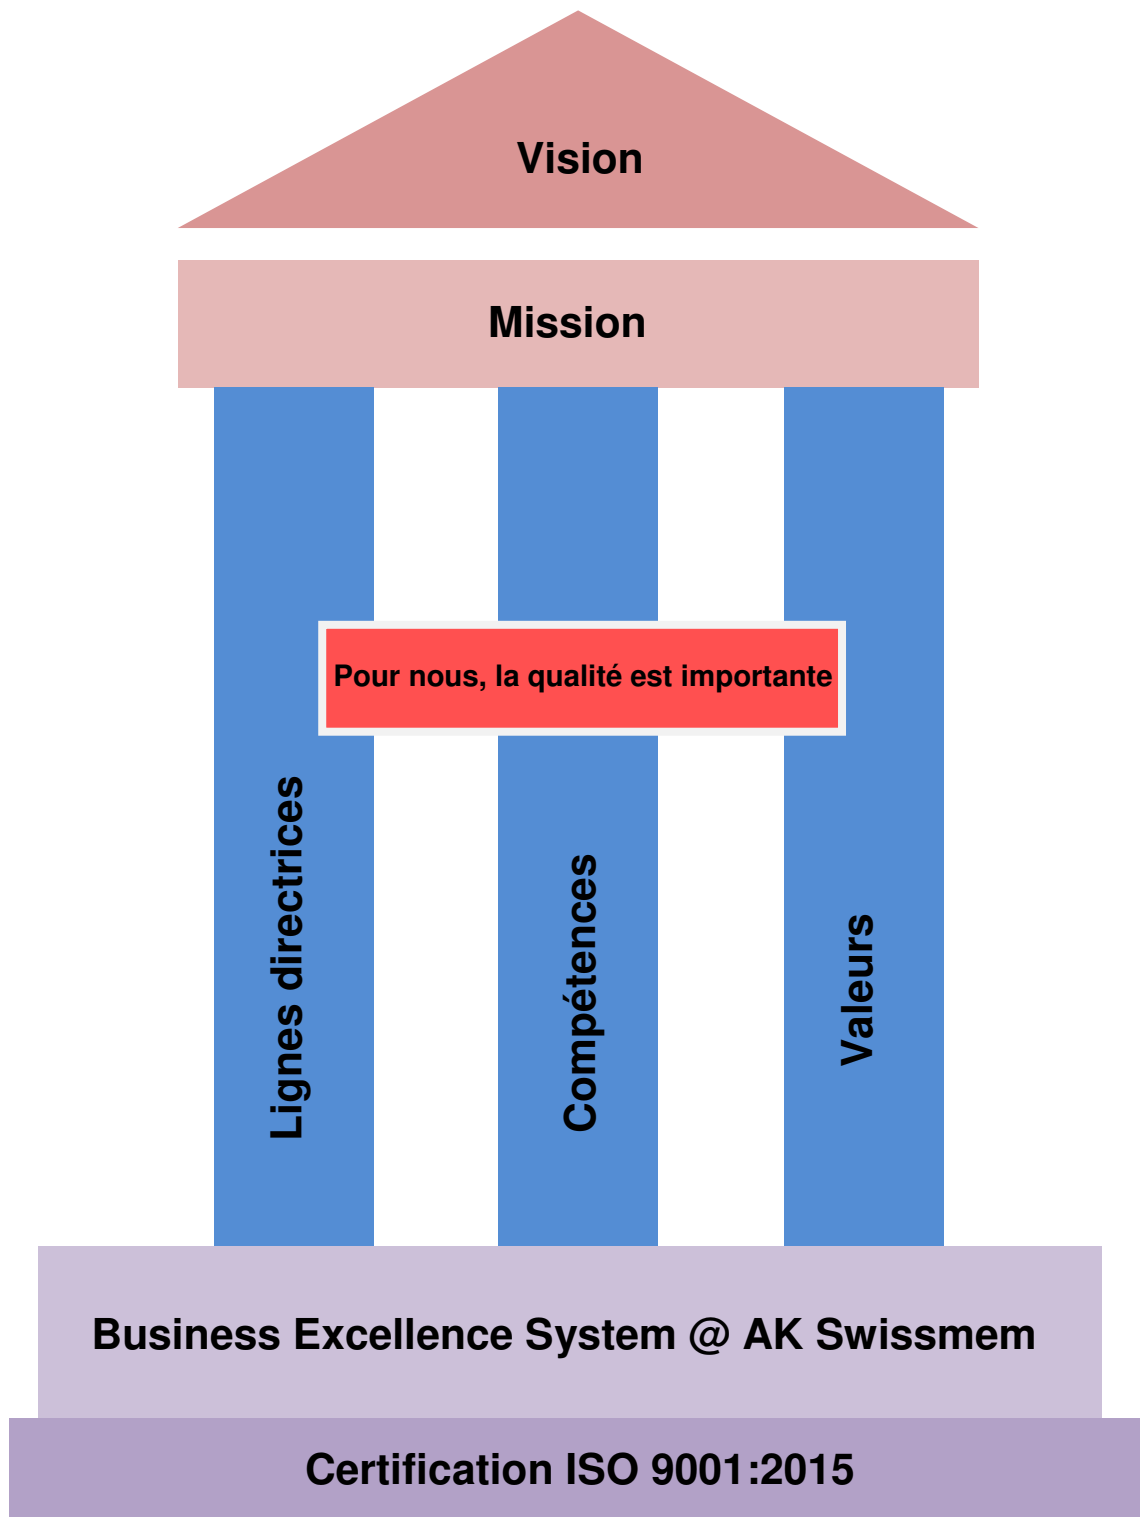 Vision
Mission
Pour nous, la qualité est importante
Lignes directrices
Compétences
Valeurs
Business Excellence System @ AK Swissmem
Certification ISO 9001:2015